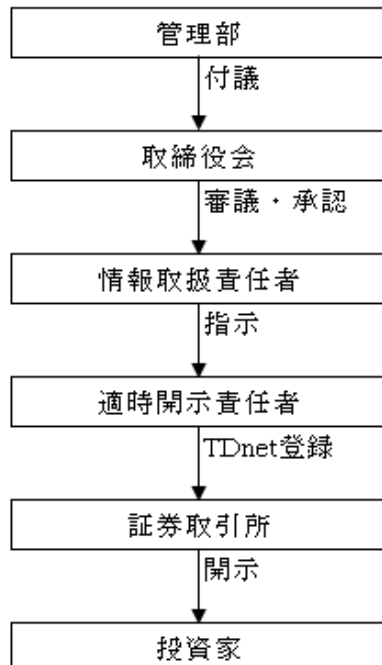 管理部
付議
取締役会
審議・承認
情報取扱責任者
指示
適時開示責任者
TDnet登録
証券取引所
開示
投資家